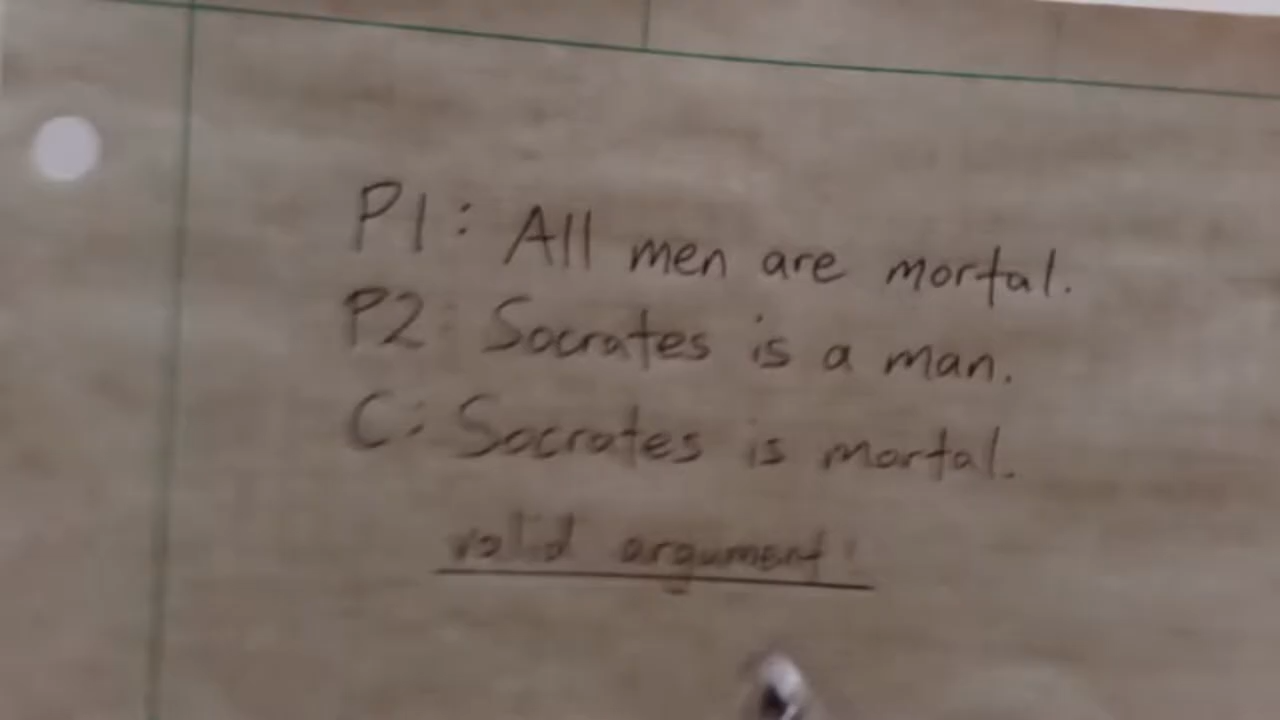 P1: All men are mortal.
P2: Socrates is a man.
C: Socrates is mortal.
valid argument